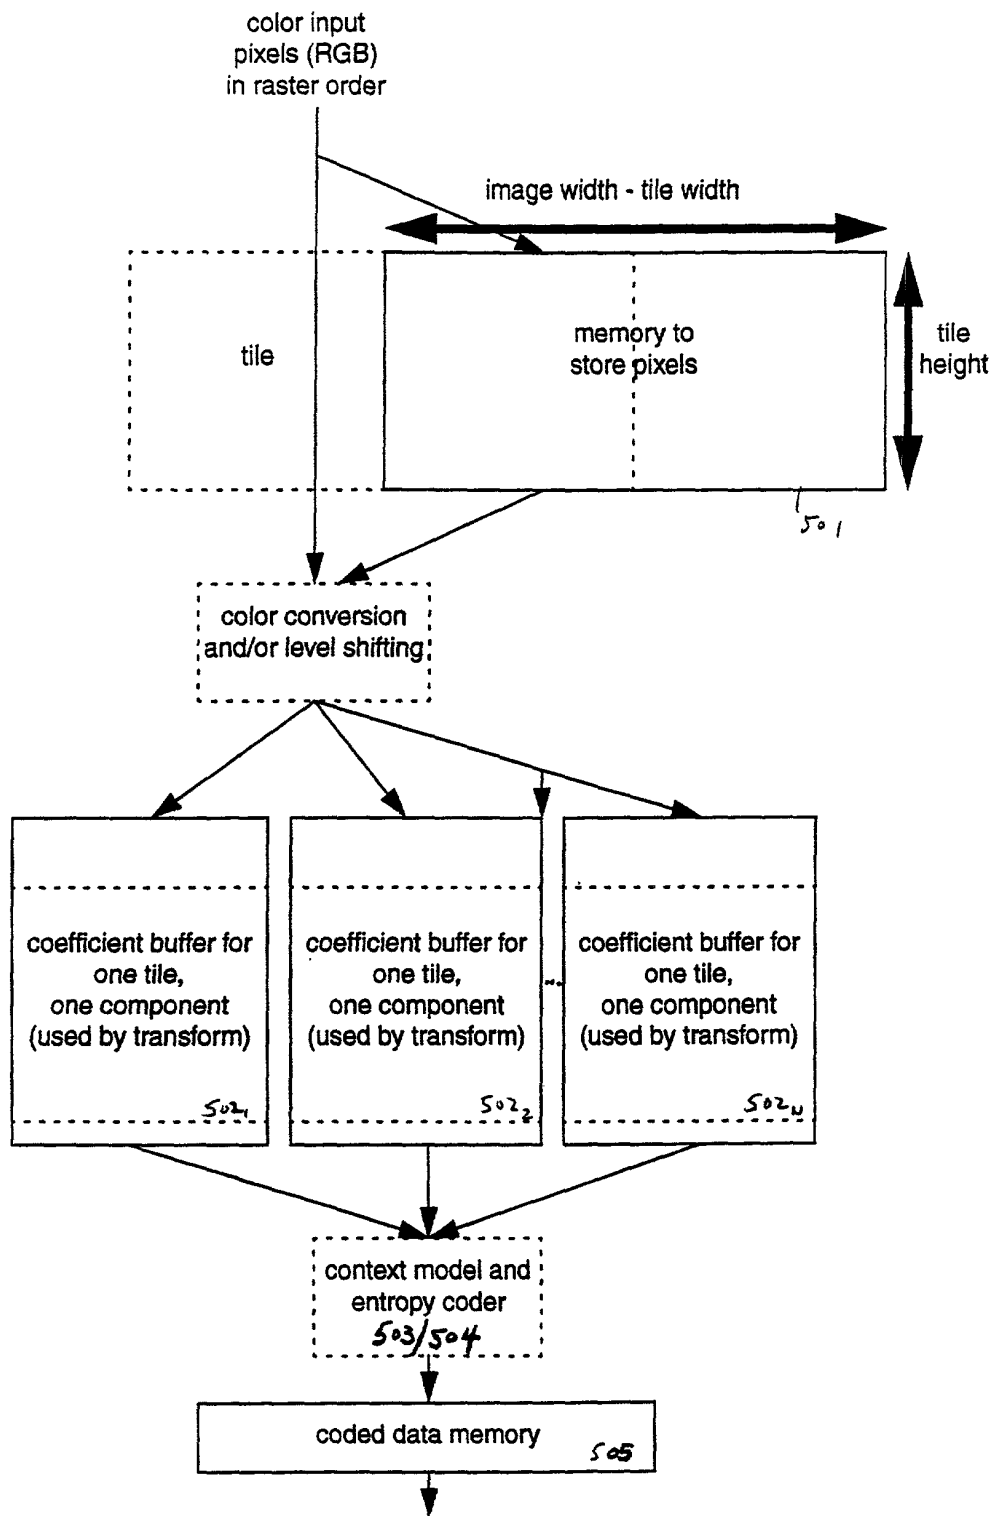 color input
pixels (RGB)
in raster order
image width - tile width
tile
memory to
store pixels
tile
height
501
color conversion
and/or level shifting
coefficient buffer for
one tile,
one component
(used by transform)
502₁
coefficient buffer for
one tile,
one component
(used by transform)
502₂
...
coefficient buffer for
one tile,
one component
(used by transform)
502N
context model and
entropy coder
503/504
coded data memory
505